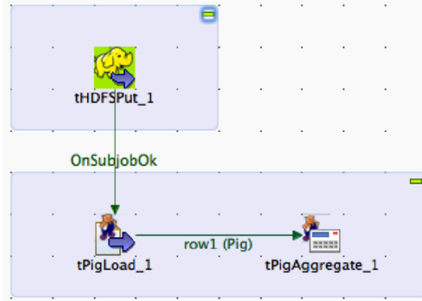 tHDFSPut_1
OnSubjobOk
row1 (Pig)
tPigLoad_1
tPigAggregate_1